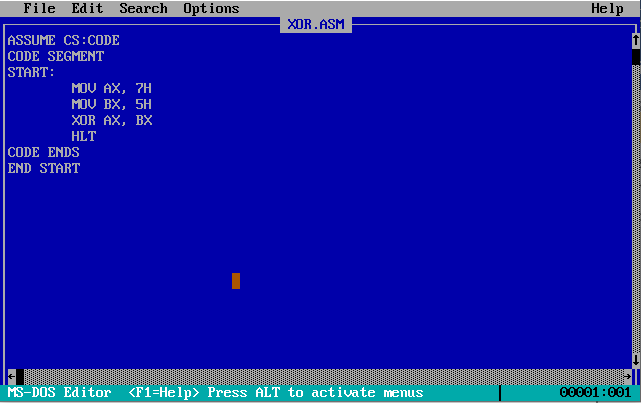 File Edit Search Options Help
XOR.ASM
ASSUME CS:CODE
CODE SEGMENT
START:
MOV AX, 7H
MOV BX, 5H
XOR AX, BX
HLT
CODE ENDS
END START
MS-DOS Editor <F1=Help> Press ALT to activate menus 00001:001